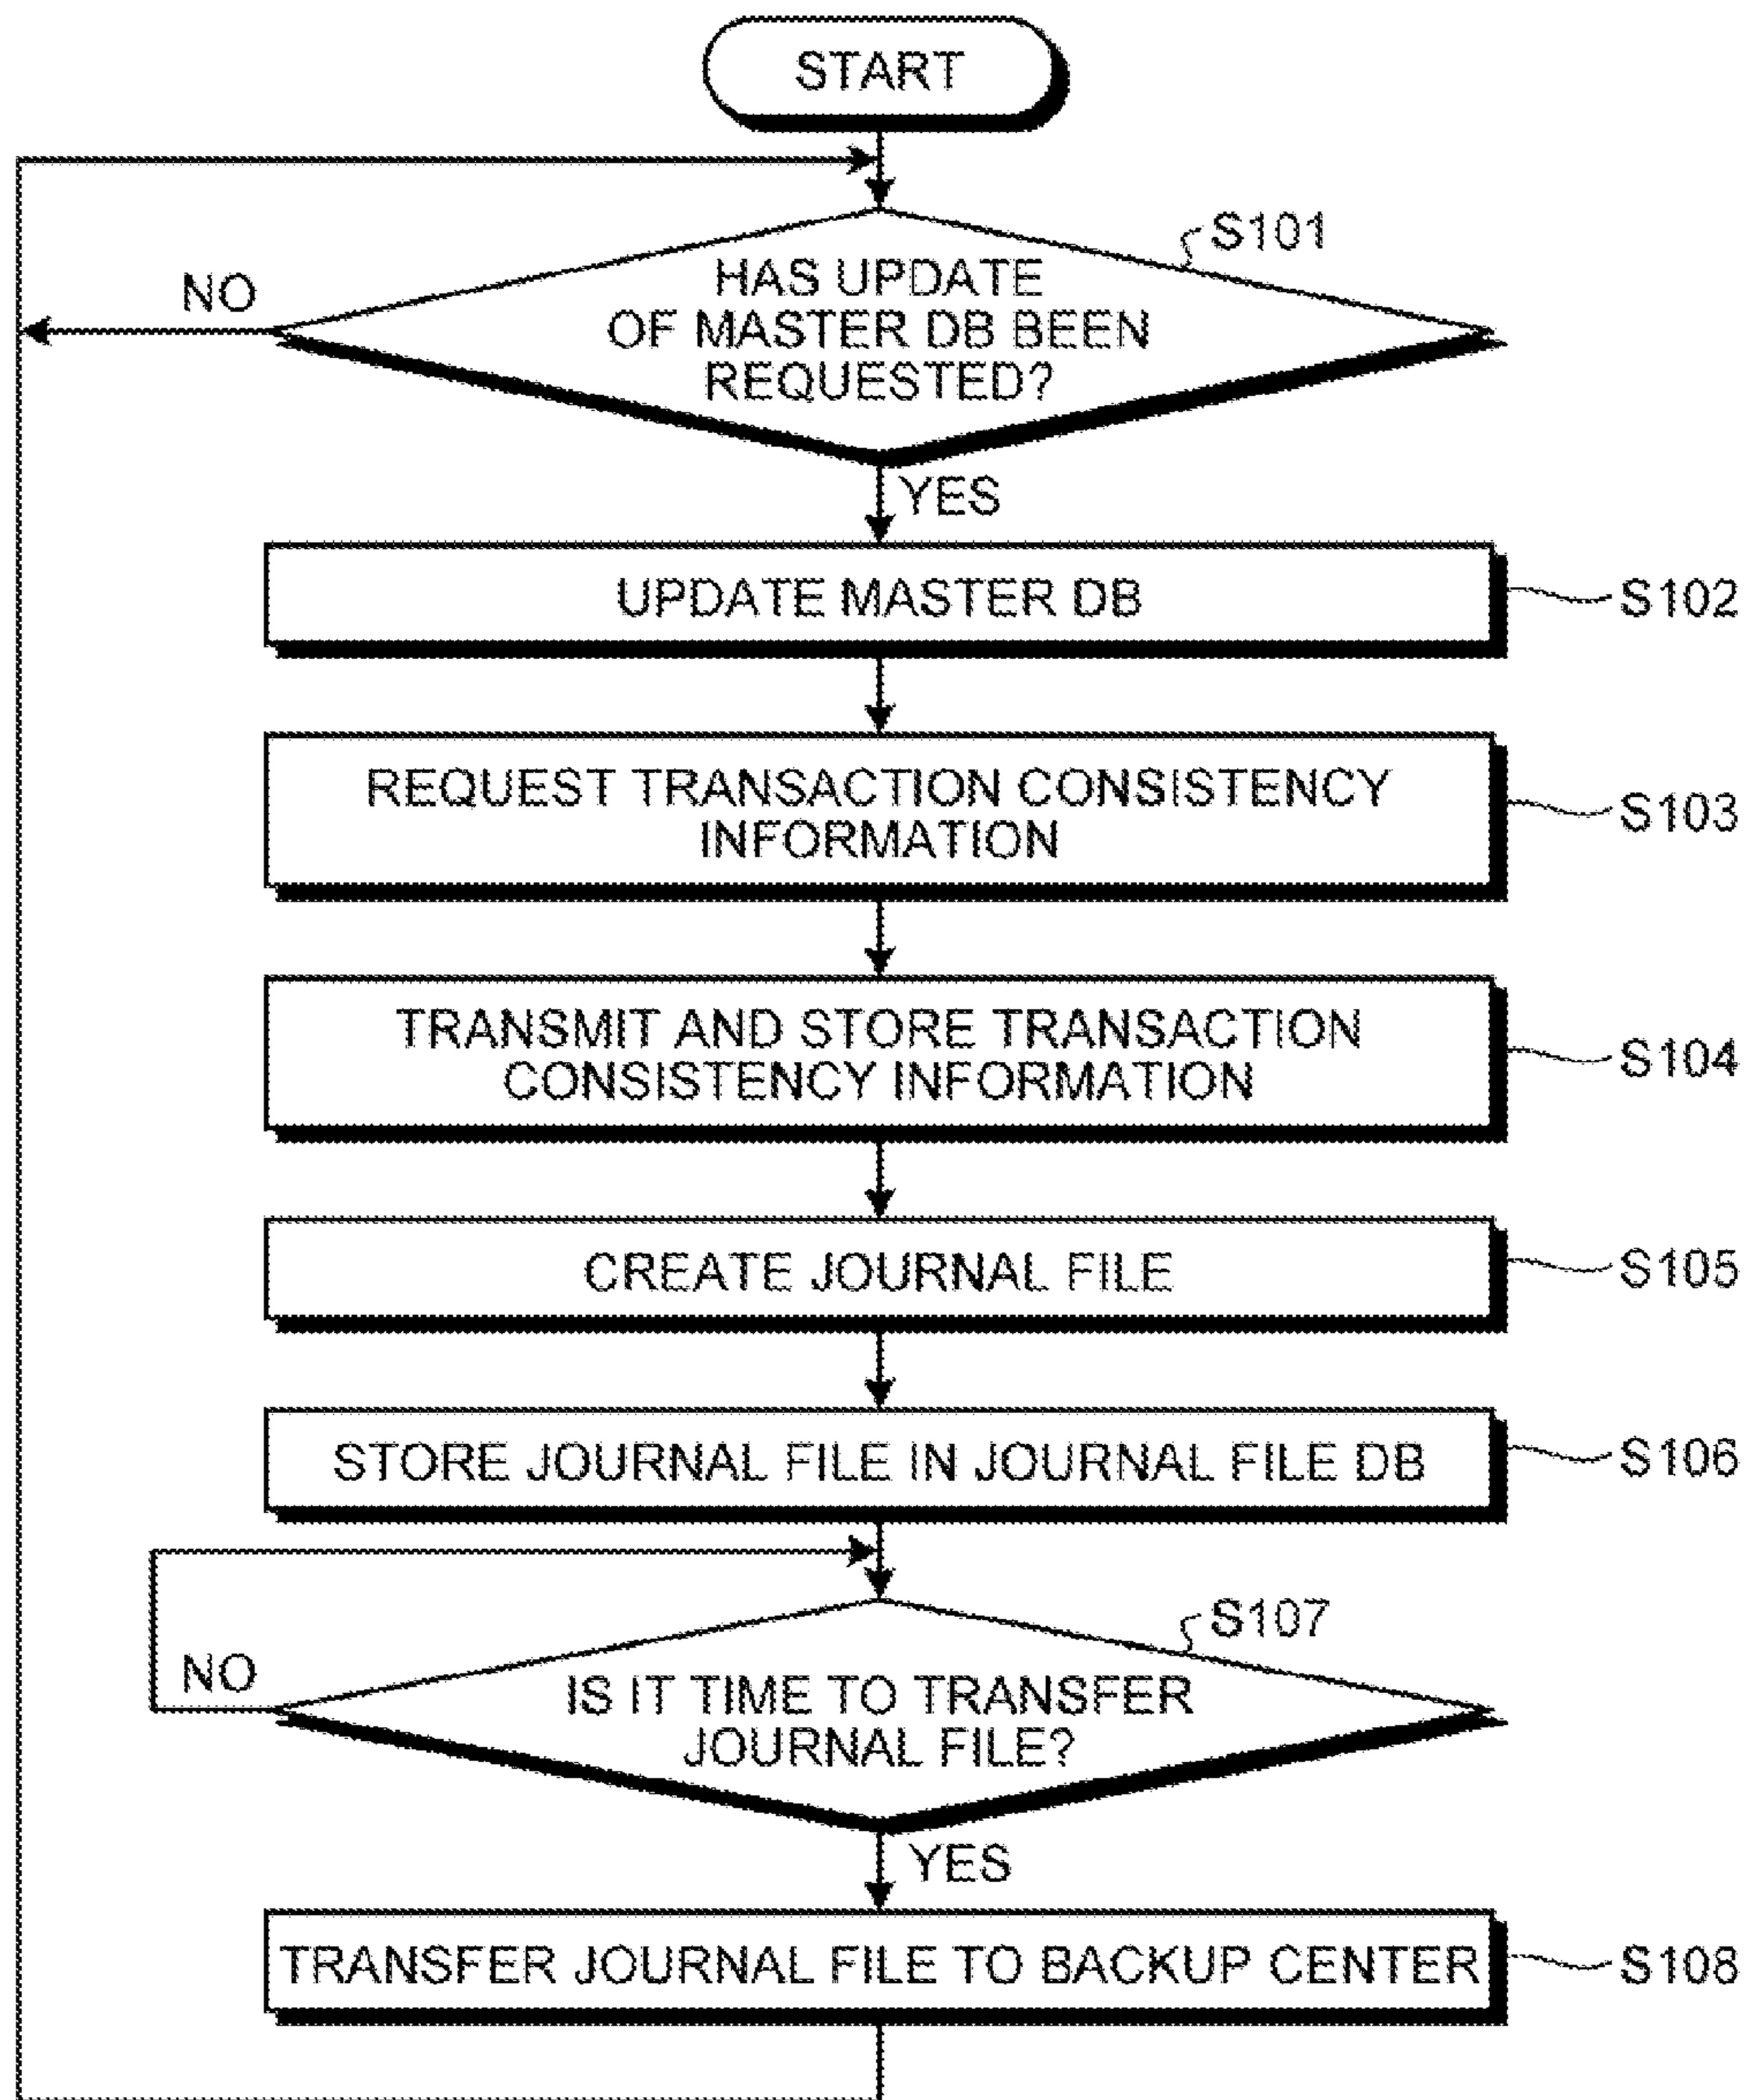 START
S101
HAS UPDATE
OF MASTER DB BEEN
REQUESTED?
NO
YES
UPDATE MASTER DB
S102
REQUEST TRANSACTION CONSISTENCY
INFORMATION
S103
TRANSMIT AND STORE TRANSACTION
CONSISTENCY INFORMATION
S104
CREATE JOURNAL FILE
S105
STORE JOURNAL FILE IN JOURNAL FILE DB
S106
S107
IS IT TIME TO TRANSFER
JOURNAL FILE?
NO
YES
TRANSFER JOURNAL FILE TO BACKUP CENTER
S108